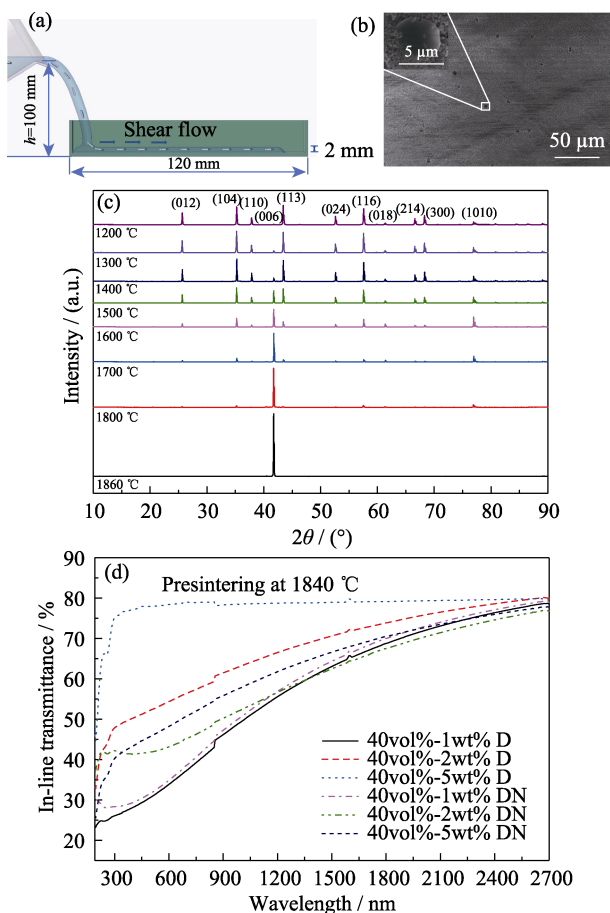 (a)
h=100 mm
Shear flow
2 mm
120 mm
(b)
5 μm
50 μm
(c)
(012)
(104)
(110)
(006)
(113)
(024)
(116)
(018)
(214)
(300)
(1010)
1200 ℃
1300 ℃
1400 ℃
1500 ℃
1600 ℃
1700 ℃
1800 ℃
1860 ℃
Intensity / (a.u.)
10 20 30 40 50 60 70 80 90
2θ / (°)
(d)
Presintering at 1840 ℃
90
80
70
60
50
40
30
20
In-line transmittance / %
40vol%-1wt% D
40vol%-2wt% D
40vol%-5wt% D
40vol%-1wt% DN
40vol%-2wt% DN
40vol%-5wt% DN
300 600 900 1200 1500 1800 2100 2400 2700
Wavelength / nm